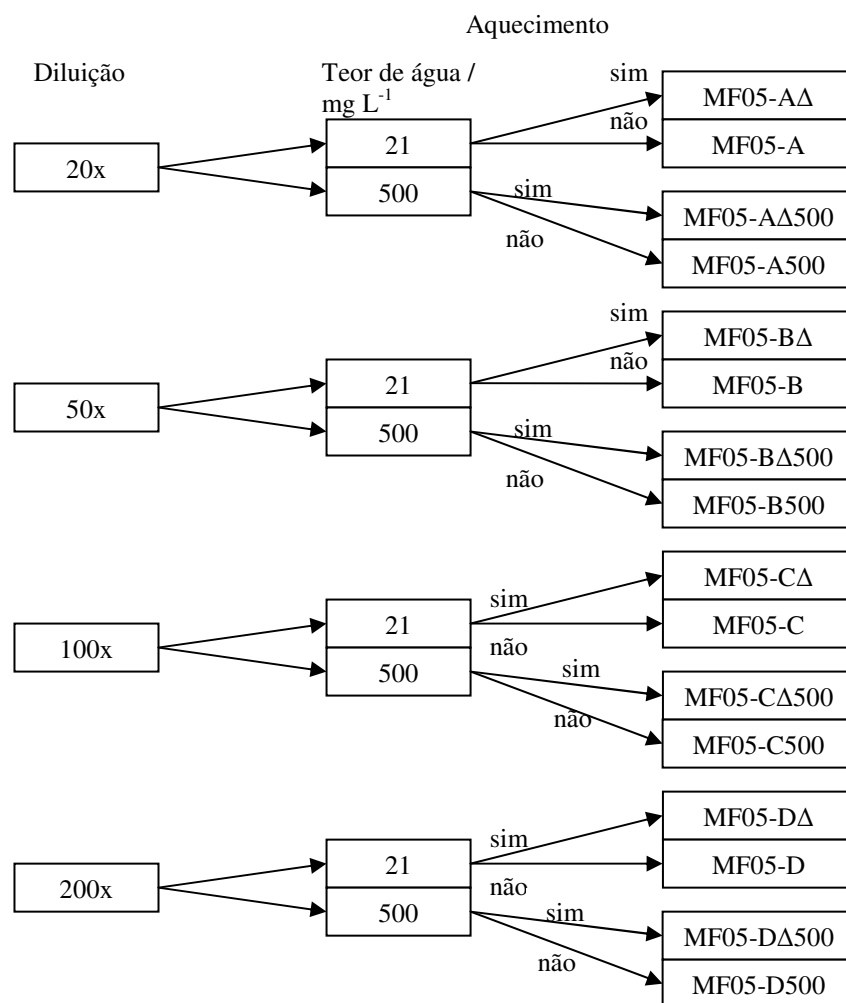 Aquecimento
Diluição
Teor de água /
mg L-1
sim
MF05-AΔ
não
20x
21
MF05-A
500
sim
MF05-AΔ500
não
MF05-A500
sim
MF05-BΔ
não
50x
21
MF05-B
500
sim
MF05-BΔ500
não
MF05-B500
MF05-CΔ
sim
100x
21
MF05-C
não
500
sim
MF05-CΔ500
não
MF05-C500
MF05-DΔ
sim
200x
21
MF05-D
não
500
sim
MF05-DΔ500
não
MF05-D500